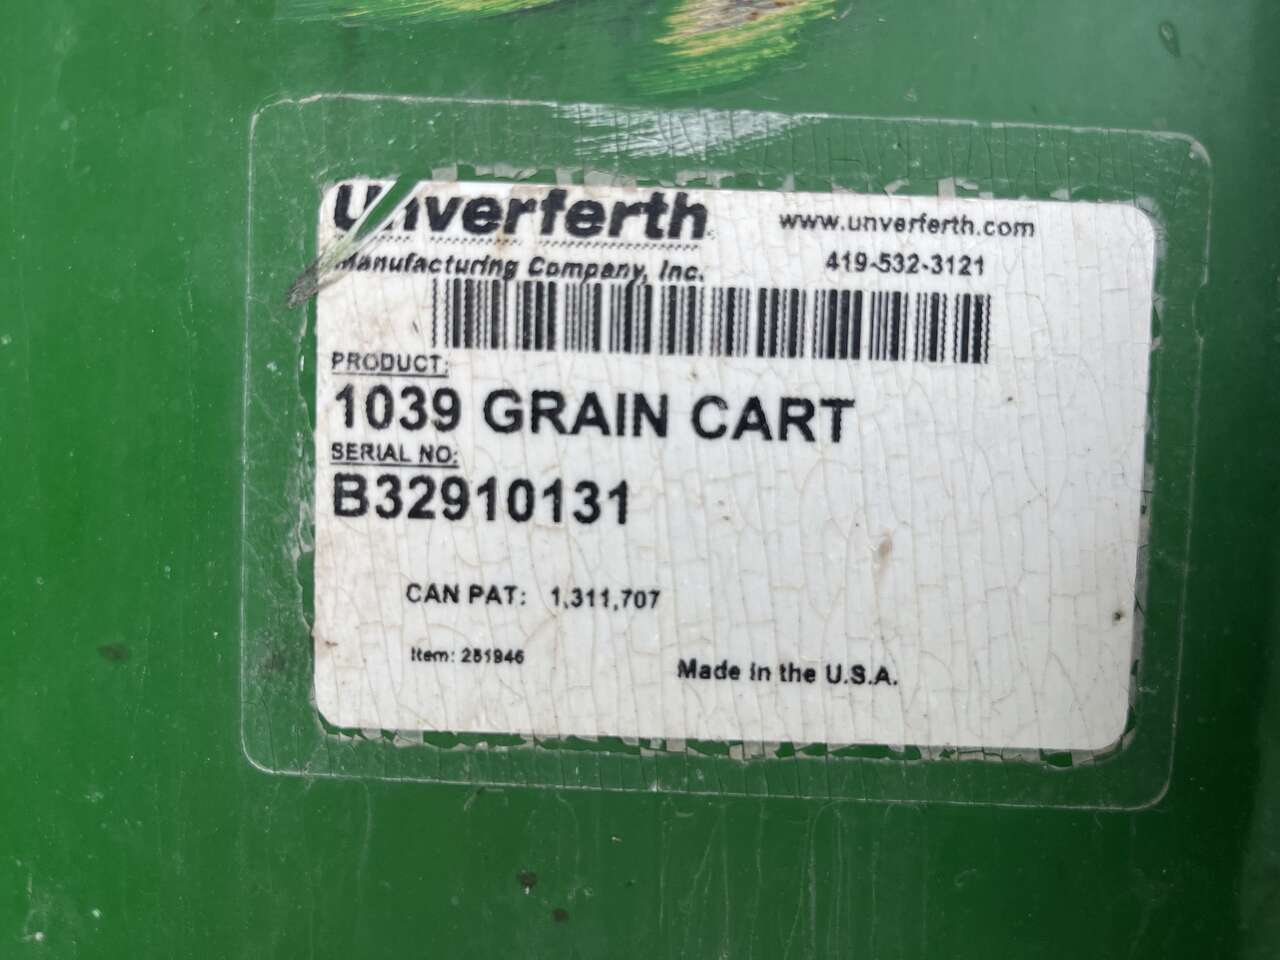 Unverferth
www.unverferth.com
Manufacturing Company, Inc.
419-532-3121
PRODUCT:
1039 GRAIN CART
SERIAL NO:
B32910131
CAN PAT: 1,311,707
Item: 281946
Made in the U.S.A.